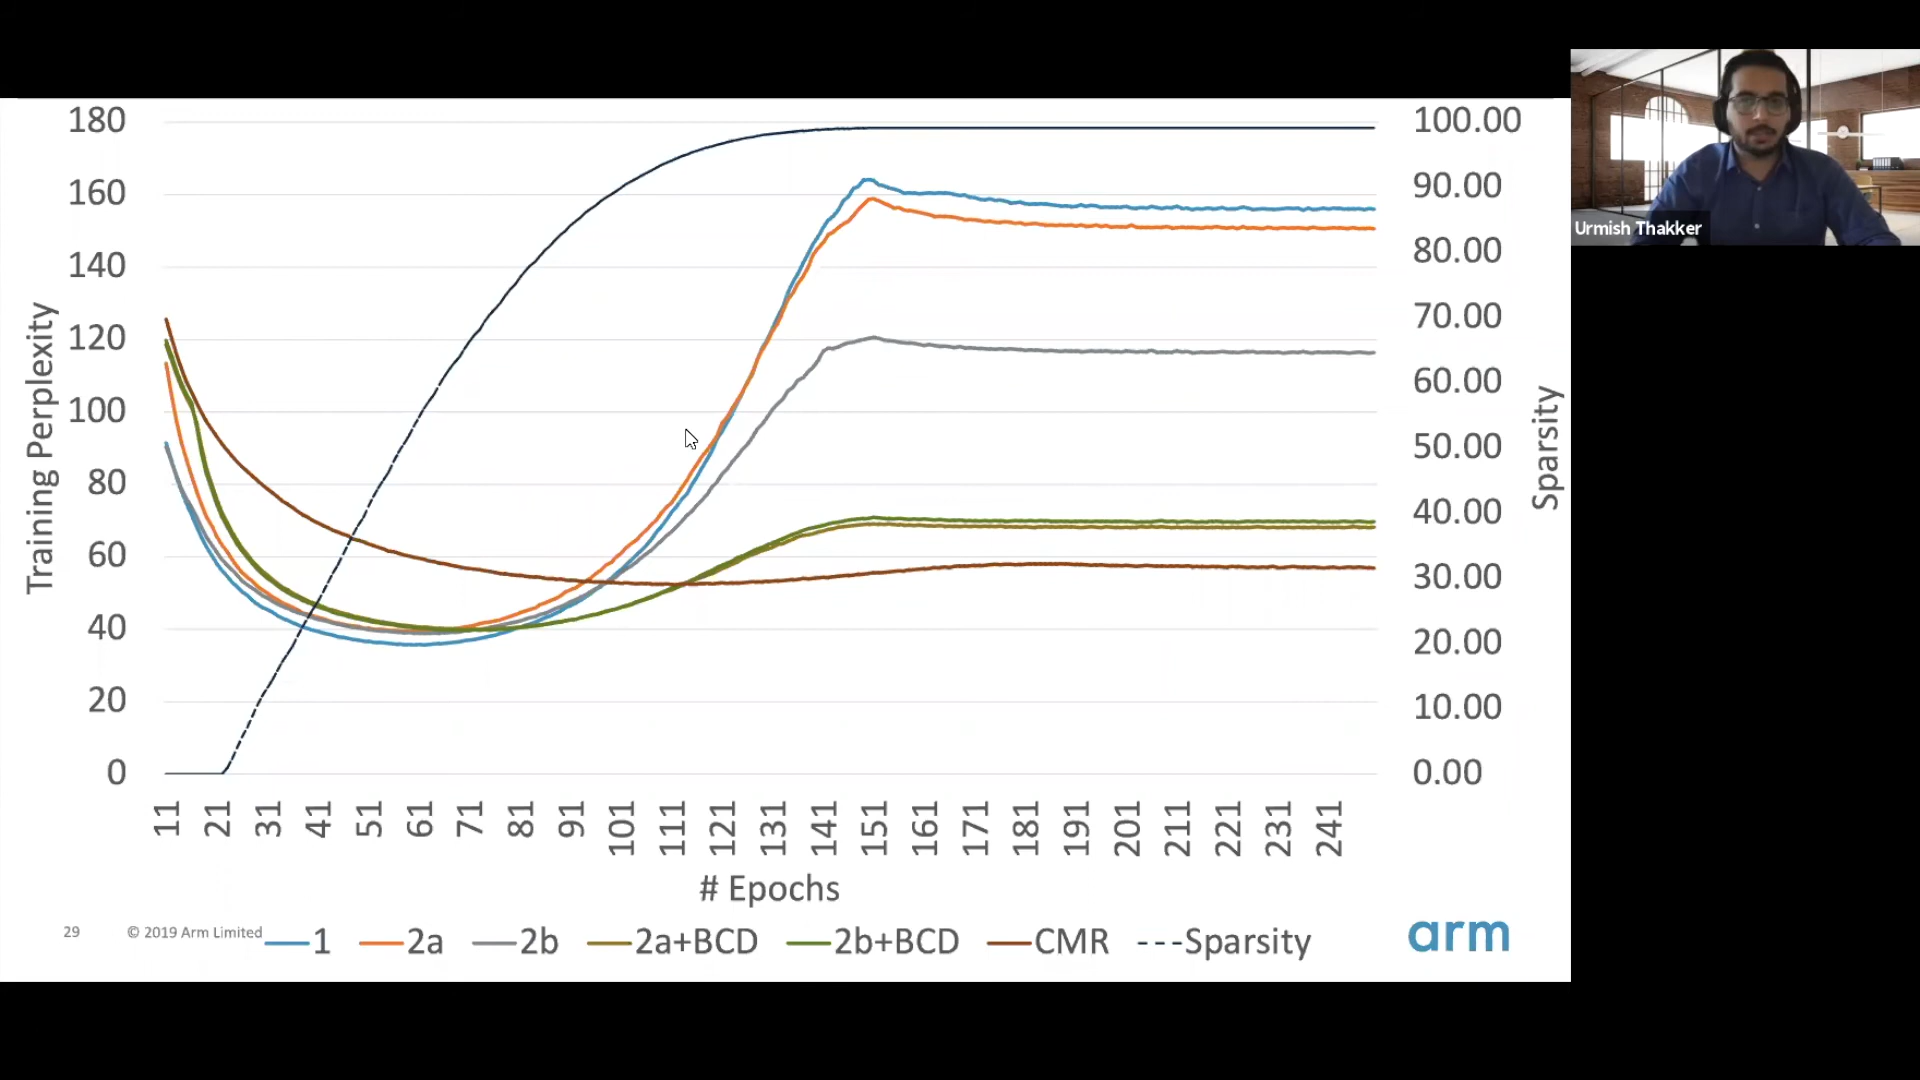 180
160
140
120
100
80
60
40
20
0
Training Perplexity
100.00
90.00
80.00
70.00
60.00
50.00
40.00
30.00
20.00
10.00
0.00
Sparsity
11 21 31 41 51 61 71 81 91 101 111 121 131 141 151 161 171 181 191 201 211 221 231 241
# Epochs
29 © 2019 Arm Limited
1 2a 2b 2a+BCD 2b+BCD CMR Sparsity
arm
Urmish Thakker